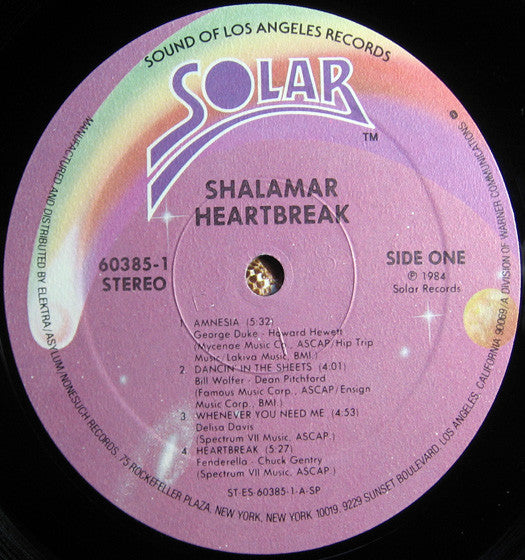 SOUND OF LOS ANGELES RECORDS
SOLAR
TM
SHALAMAR
HEARTBREAK
60385-1
STEREO
SIDE ONE
℗ 1984
Solar Records
1. AMNESIA (5:32)
George Duke - Howard Hewett
(Mycenae Music Co., ASCAP/Hip Trip
Music/Lakiva Music, BMI.)
2. DANCIN' IN THE SHEETS (4:01)
Bill Wolfer - Dean Pitchford
(Famous Music Corp., ASCAP/Ensign
Music Corp., BMI.)
3. WHENEVER YOU NEED ME (4:53)
Delisa Davis
(Spectrum VII Music, ASCAP.)
4. HEARTBREAK (5:27)
Fenderella - Chuck Gentry
(Spectrum VII Music, ASCAP.)
ST-ES-60385-1-A-SP
MANUFACTURED AND DISTRIBUTED BY ELEKTRA/ASYLUM/NONESUCH RECORDS, 75 ROCKEFELLER PLAZA, NEW YORK, NEW YORK 10019, 9229 SUNSET BOULEVARD, LOS ANGELES, CALIFORNIA 90069/A DIVISION OF WARNER COMMUNICATIONS